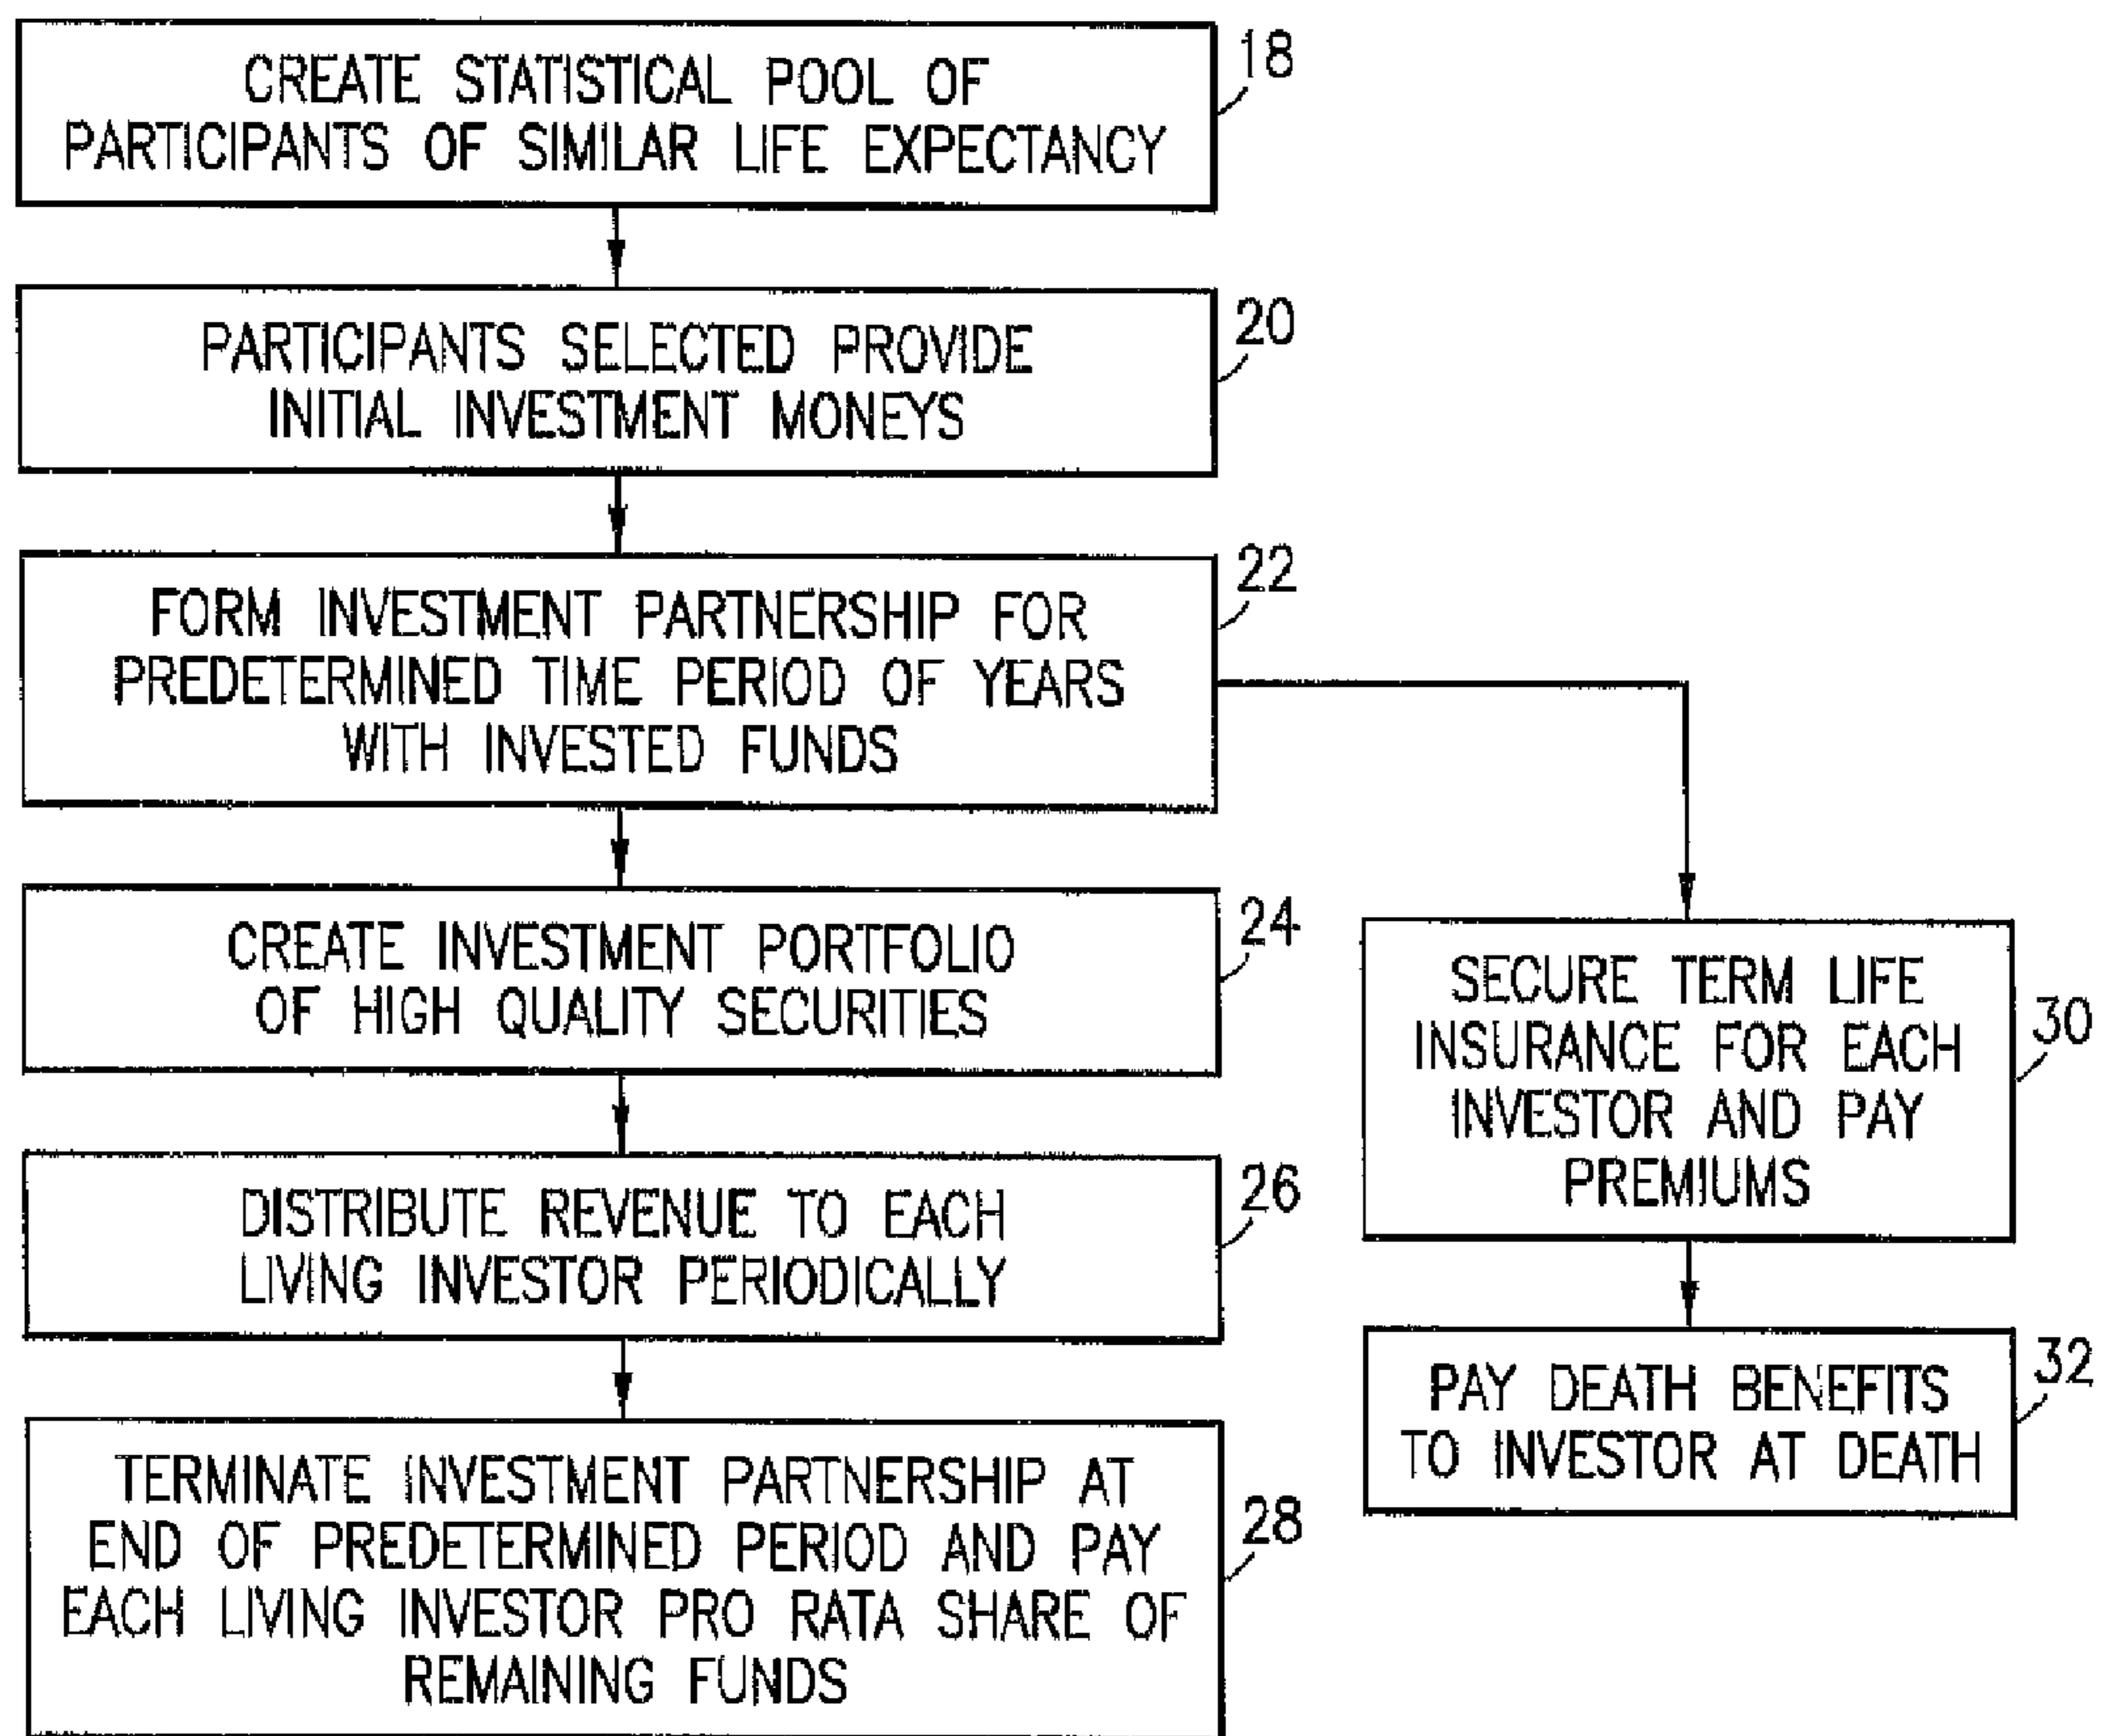 CREATE STATISTICAL POOL OF
PARTICIPANTS OF SIMILAR LIFE EXPECTANCY
18
PARTICIPANTS SELECTED PROVIDE
INITIAL INVESTMENT MONEYS
20
FORM INVESTMENT PARTNERSHIP FOR
PREDETERMINED TIME PERIOD OF YEARS
WITH INVESTED FUNDS
22
CREATE INVESTMENT PORTFOLIO
OF HIGH QUALITY SECURITIES
24
DISTRIBUTE REVENUE TO EACH
LIVING INVESTOR PERIODICALLY
26
TERMINATE INVESTMENT PARTNERSHIP AT
END OF PREDETERMINED PERIOD AND PAY
EACH LIVING INVESTOR PRO RATA SHARE OF
REMAINING FUNDS
28
SECURE TERM LIFE
INSURANCE FOR EACH
INVESTOR AND PAY
PREMIUMS
30
PAY DEATH BENEFITS
TO INVESTOR AT DEATH
32